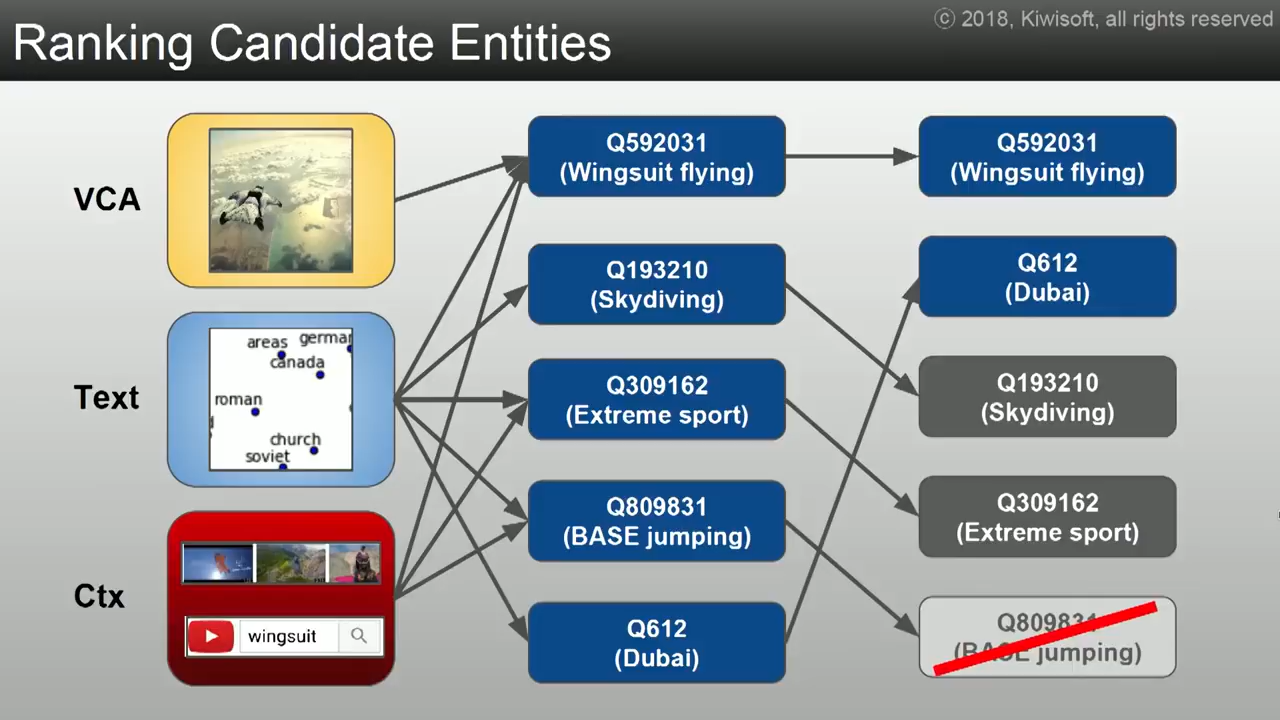 © 2018, Kiwisoft, all rights reserved
Ranking Candidate Entities
VCA
Text
areas
german
canada
roman
church
soviet
Ctx
wingsuit
Q592031
(Wingsuit flying)
Q193210
(Skydiving)
Q309162
(Extreme sport)
Q809831
(BASE jumping)
Q612
(Dubai)
Q592031
(Wingsuit flying)
Q612
(Dubai)
Q193210
(Skydiving)
Q309162
(Extreme sport)
Q809831
(BASE jumping)